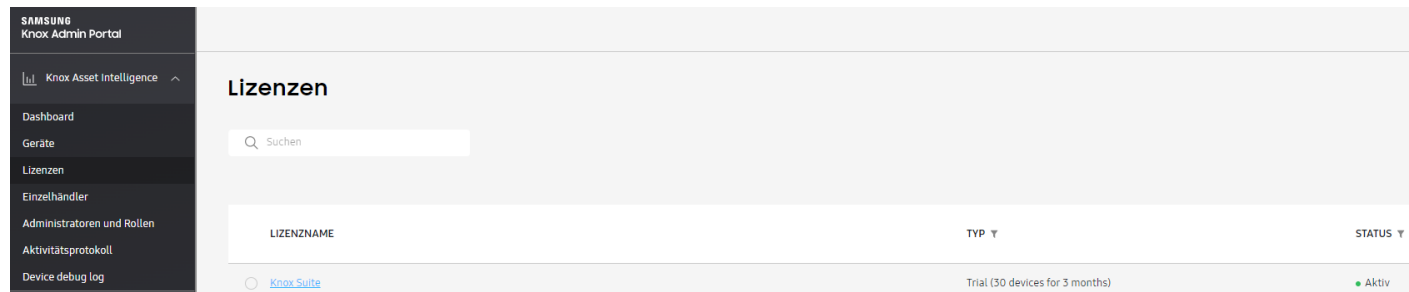 SAMSUNG
Knox Admin Portal
Knox Asset Intelligence
Dashboard
Geräte
Lizenzen
Einzelhändler
Administratoren und Rollen
Aktivitätsprotokoll
Device debug log
Lizenzen
Suchen
LIZENZNAME TYP STATUS
Knox Suite Trial (30 devices for 3 months) Aktiv